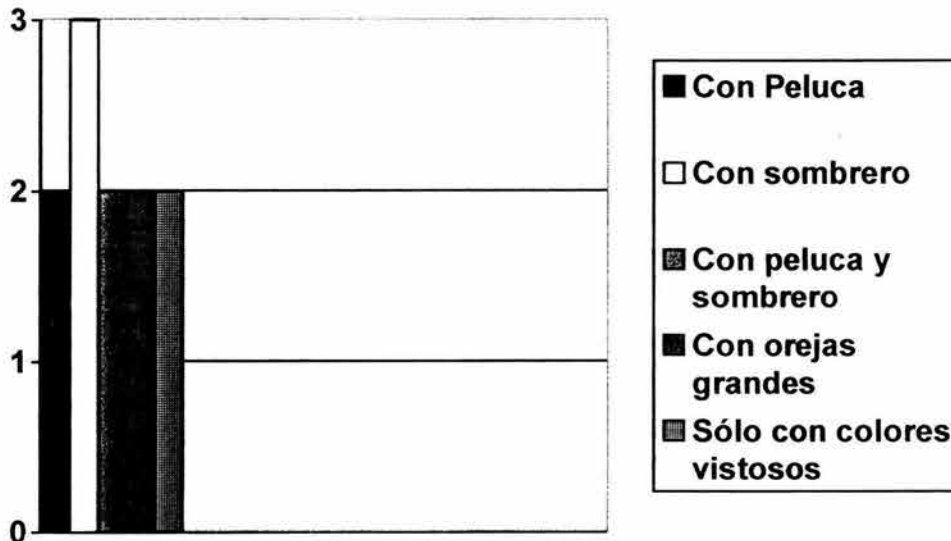 3
2
1
0
Con Peluca
Con sombrero
Con peluca y
sombrero
Con orejas
grandes
Sólo con colores
vistosos